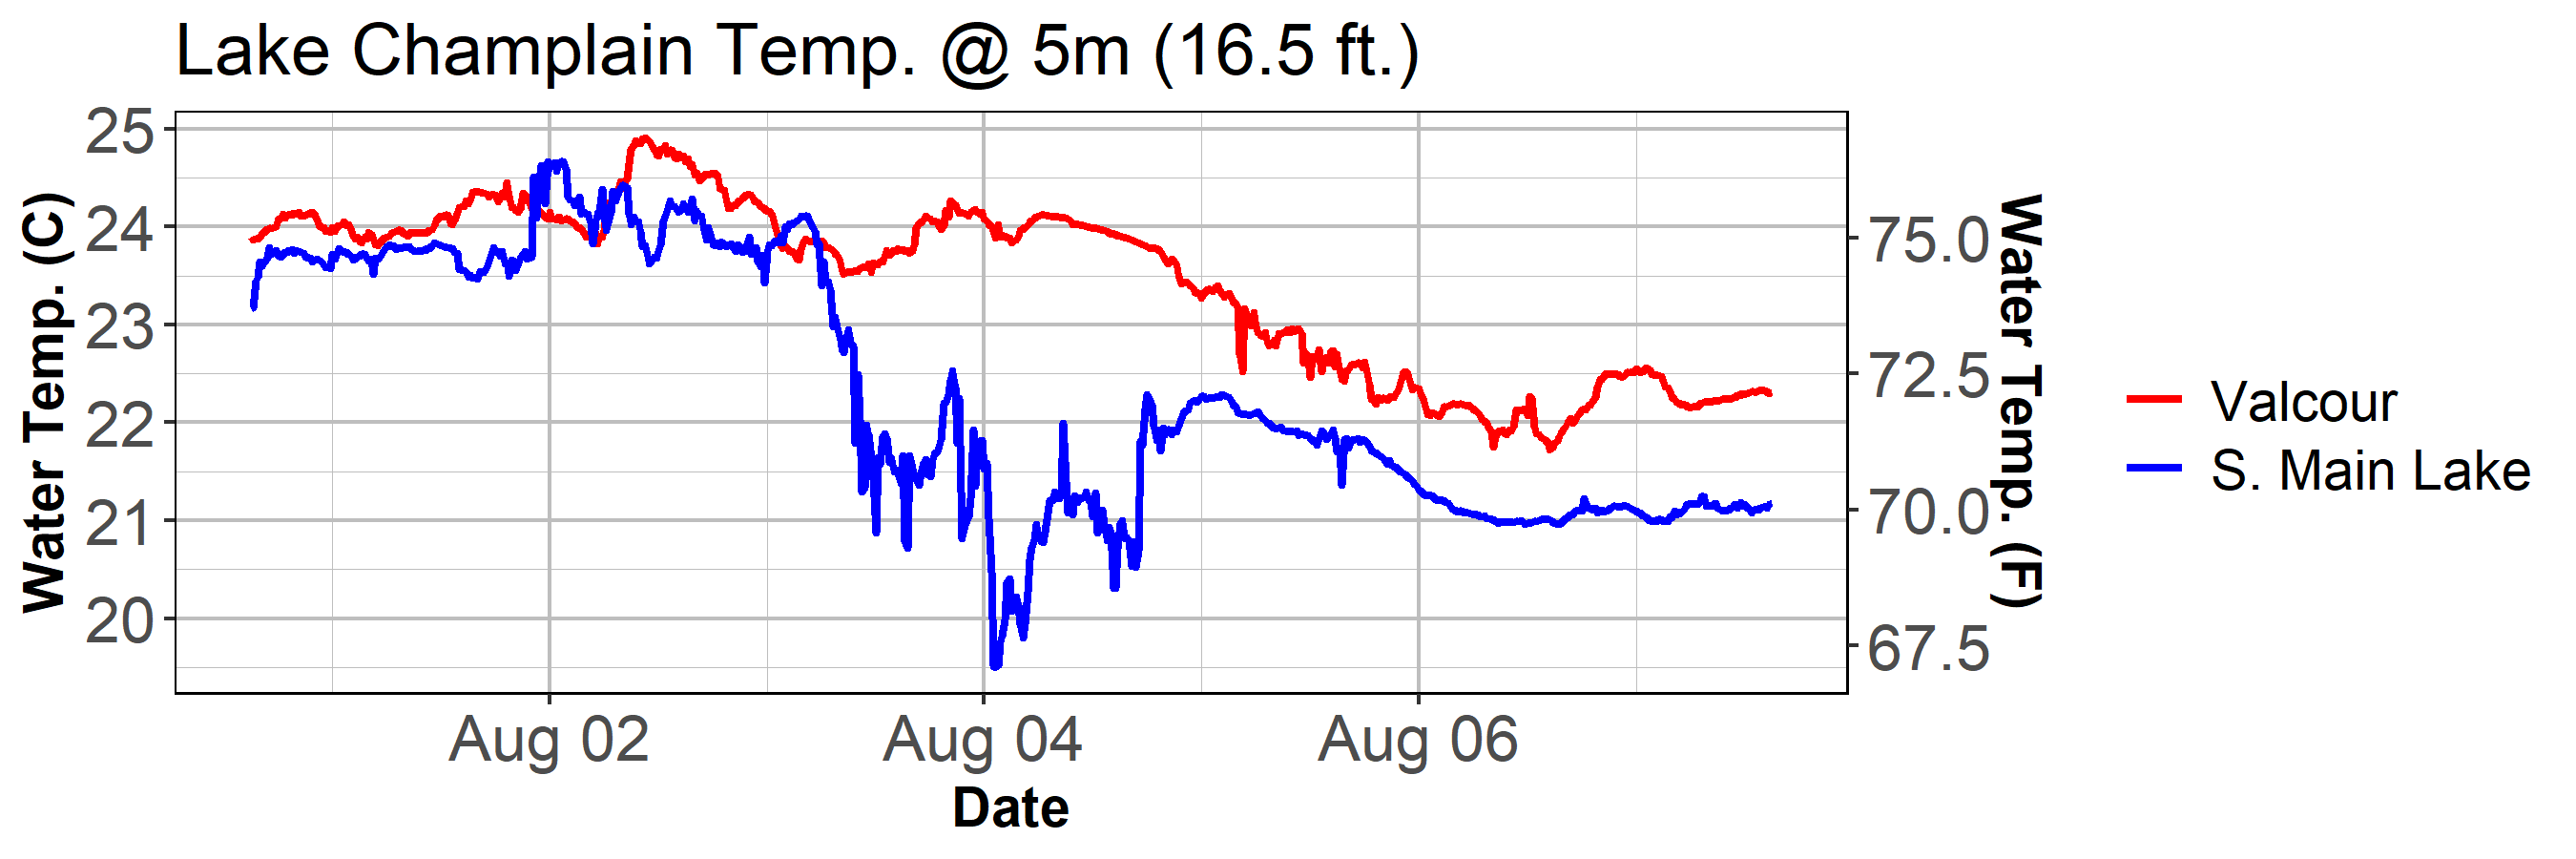 Lake Champlain Temp. @ 5m (16.5 ft.)
Water Temp. (C)
25
24
23
22
21
20
75.0
72.5
70.0
67.5
Water Temp. (F)
Aug 02
Aug 04
Aug 06
Date
Valcour
S. Main Lake